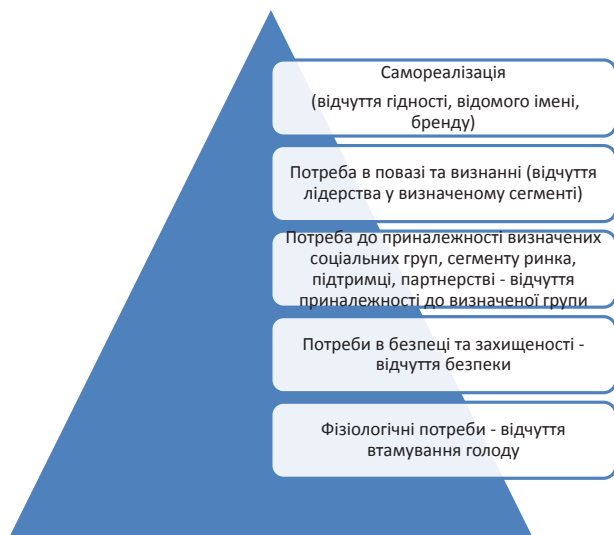 Самореалізація
(відчуття гідності, відомого імені,
бренду)
Потреба в повазі та визнанні (відчуття
лідерства у визначеному сегменті)
Потреба до приналежності визначених
соціальних груп, сегменту ринка,
підтримці, партнерстві - відчуття
приналежності до визначеної групи
Потреби в безпеці та захищеності -
відчуття безпеки
Фізіологічні потреби - відчуття
втамування голоду